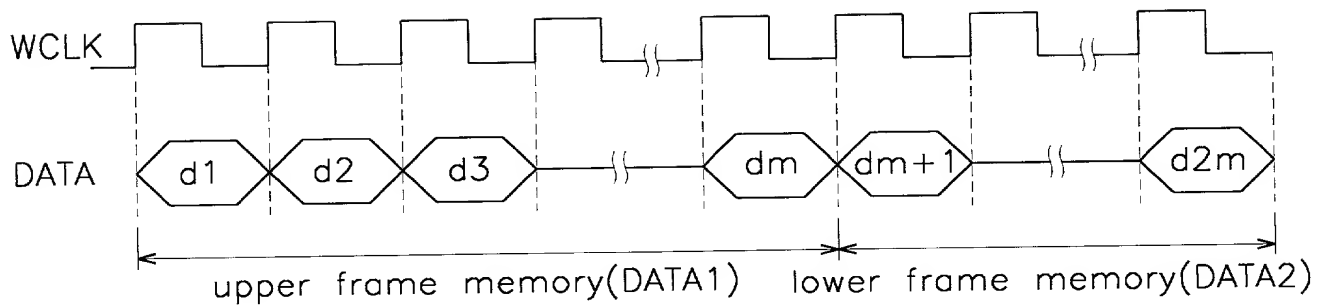 WCLK
DATA d1 d2 d3 dm dm+1 d2m
upper frame memory(DATA1) lower frame memory(DATA2)